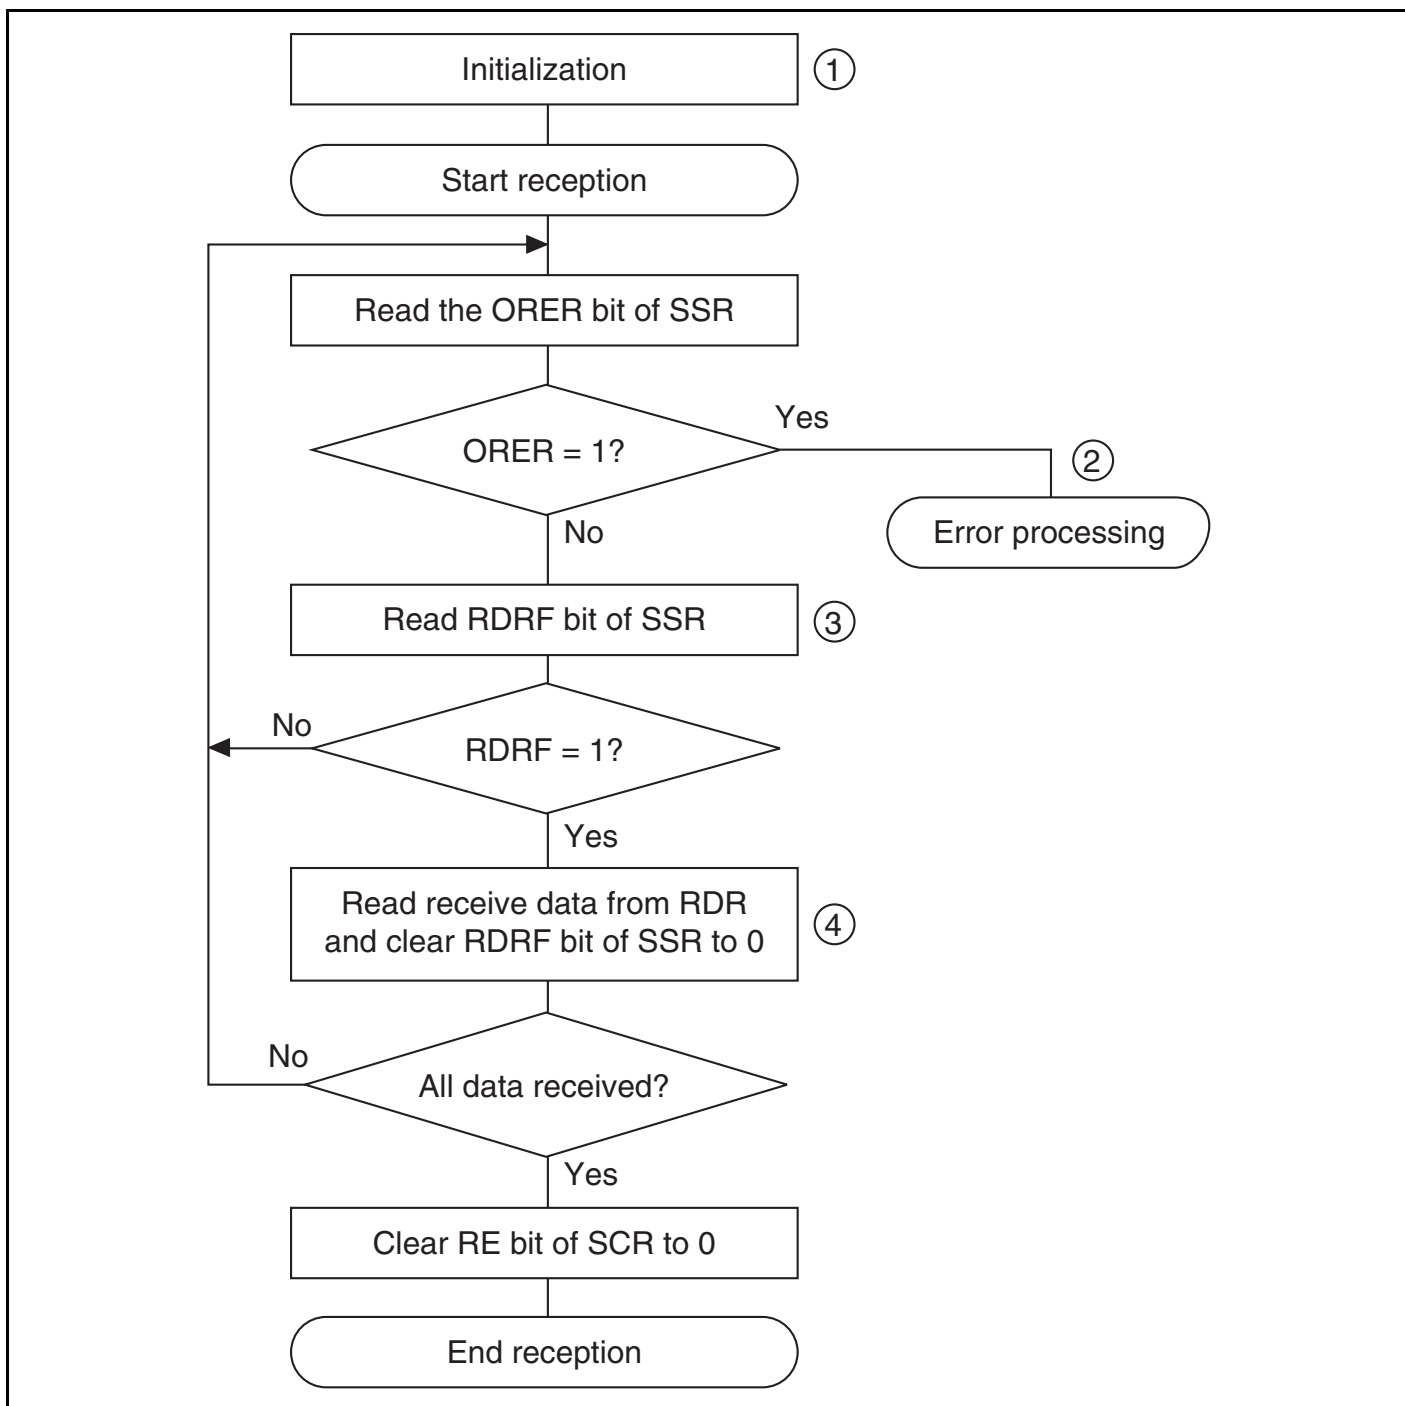 Initialization
①
Start reception
Read the ORER bit of SSR
ORER = 1?
Yes
②
Error processing
No
Read RDRF bit of SSR
③
RDRF = 1?
No
Yes
Read receive data from RDR
and clear RDRF bit of SSR to 0
④
All data received?
No
Yes
Clear RE bit of SCR to 0
End reception